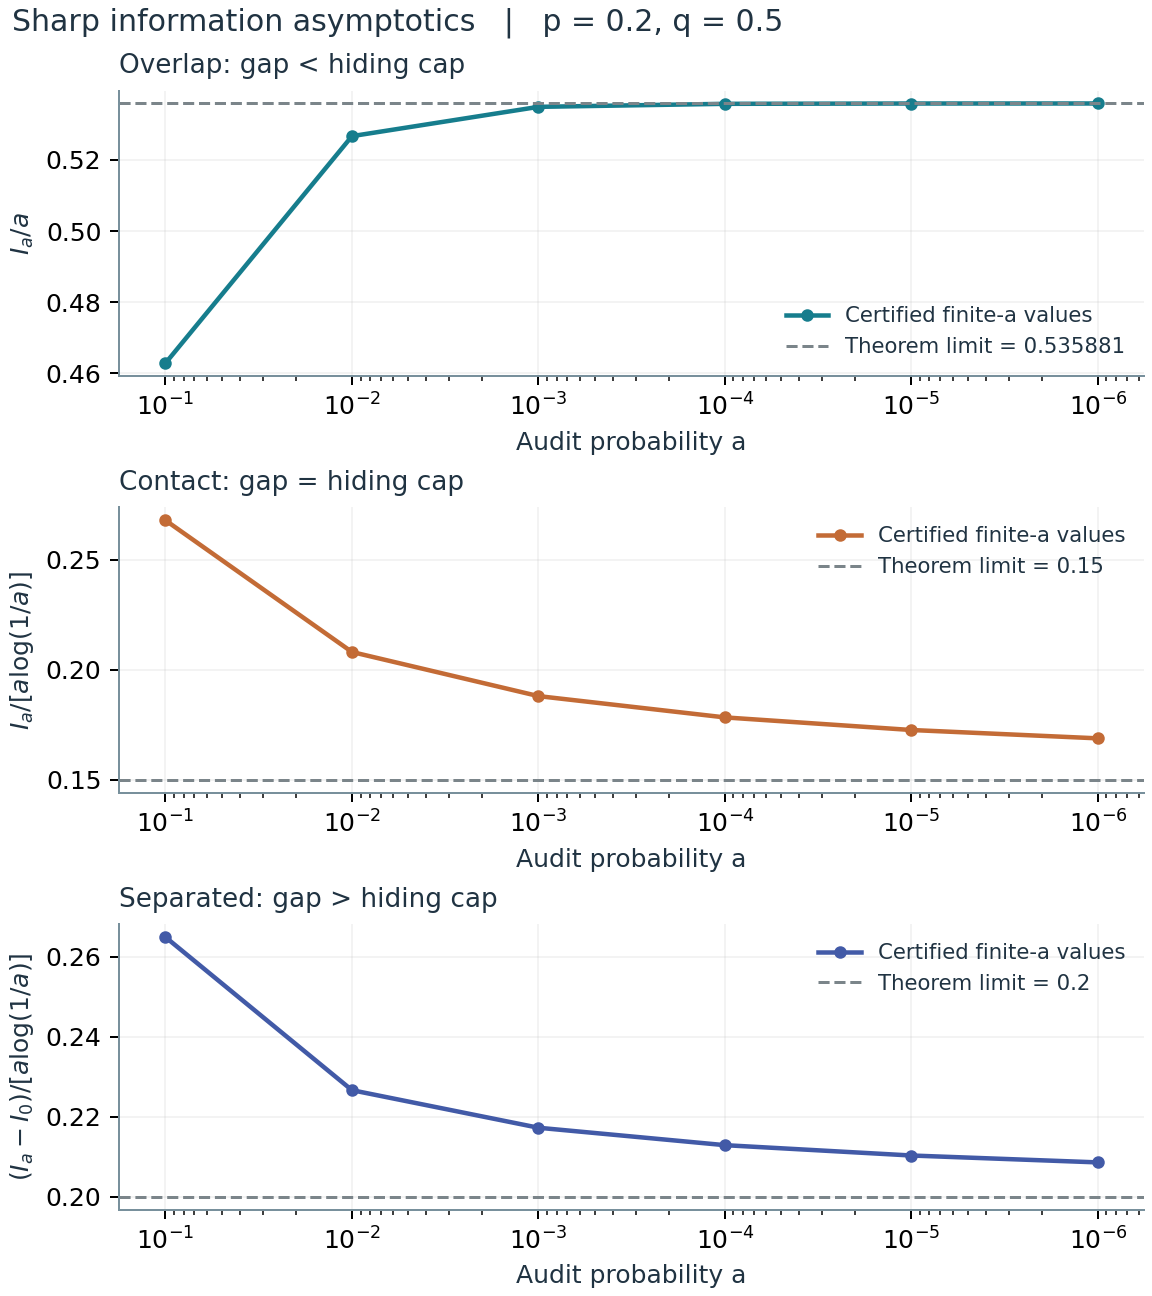 Sharp information asymptotics | p = 0.2, q = 0.5
Overlap: gap < hiding cap
I_a/a
0.52
0.50
0.48
0.46
Certified finite-a values
Theorem limit = 0.535881
10⁻¹ 10⁻² 10⁻³ 10⁻⁴ 10⁻⁵ 10⁻⁶
Audit probability a
Contact: gap = hiding cap
I_a/[alog(1/a)]
0.25
0.20
0.15
Certified finite-a values
Theorem limit = 0.15
10⁻¹ 10⁻² 10⁻³ 10⁻⁴ 10⁻⁵ 10⁻⁶
Audit probability a
Separated: gap > hiding cap
(I_a − I_0)/[alog(1/a)]
0.26
0.24
0.22
0.20
Certified finite-a values
Theorem limit = 0.2
10⁻¹ 10⁻² 10⁻³ 10⁻⁴ 10⁻⁵ 10⁻⁶
Audit probability a